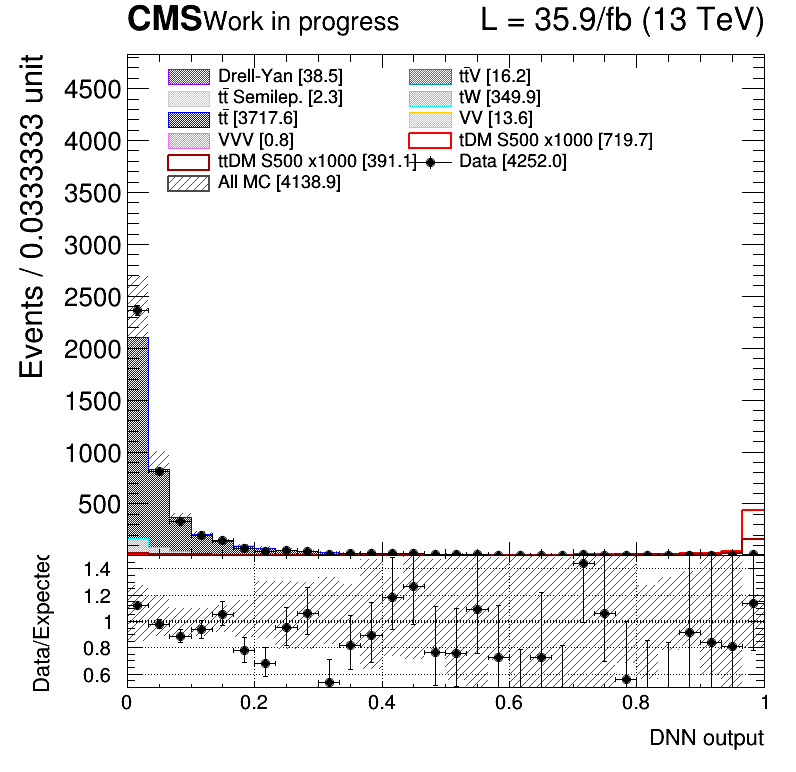 CMS Work in progress L = 35.9/fb (13 TeV)
Drell-Yan [38.5] tt̄V [16.2]
tt̄ Semilep. [2.3] tW [349.9]
tt̄ [3717.6] VV [13.6]
VVV [0.8] tDM S500 x1000 [719.7]
ttDM S500 x1000 [391.1] Data [4252.0]
All MC [4138.9]
Events / 0.0333333 unit
4500
4000
3500
3000
2500
2000
1500
1000
500
Data/Expected
1.4
1.2
1
0.8
0.6
0 0.2 0.4 0.6 0.8 1
DNN output